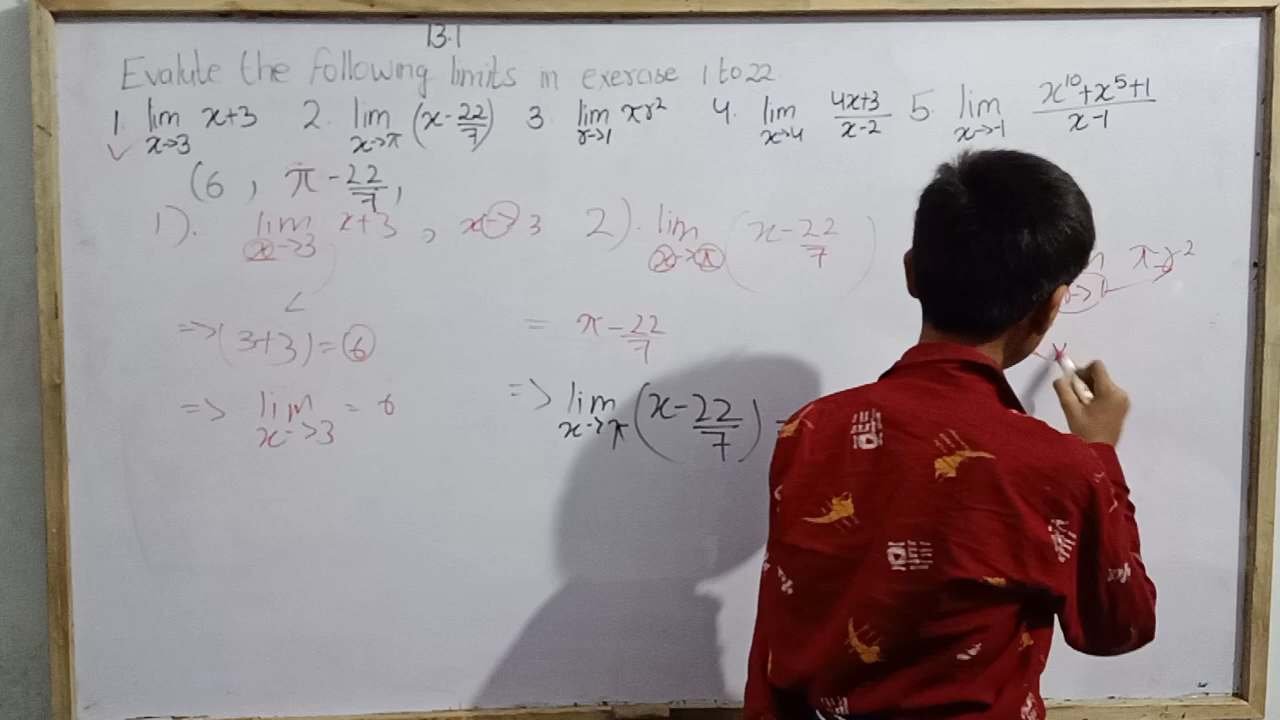 13.1
Evalute the following limits in exercise 1 to 22
1. lim x→3 x+3 2. lim x→π (x-22/7) 3 lim r→1 πr² 4. lim x→4 4x+3/x-2 5. lim x→-1 x¹⁰+x⁵+1/x-1
(6, π-22/7,
1). lim x→3 x+3, x→3 2). lim x→π (x-22/7) πr²
=>(3+3)=6 = π-22/7
=> lim x→3 = 6 => lim x→π (x-22/7)